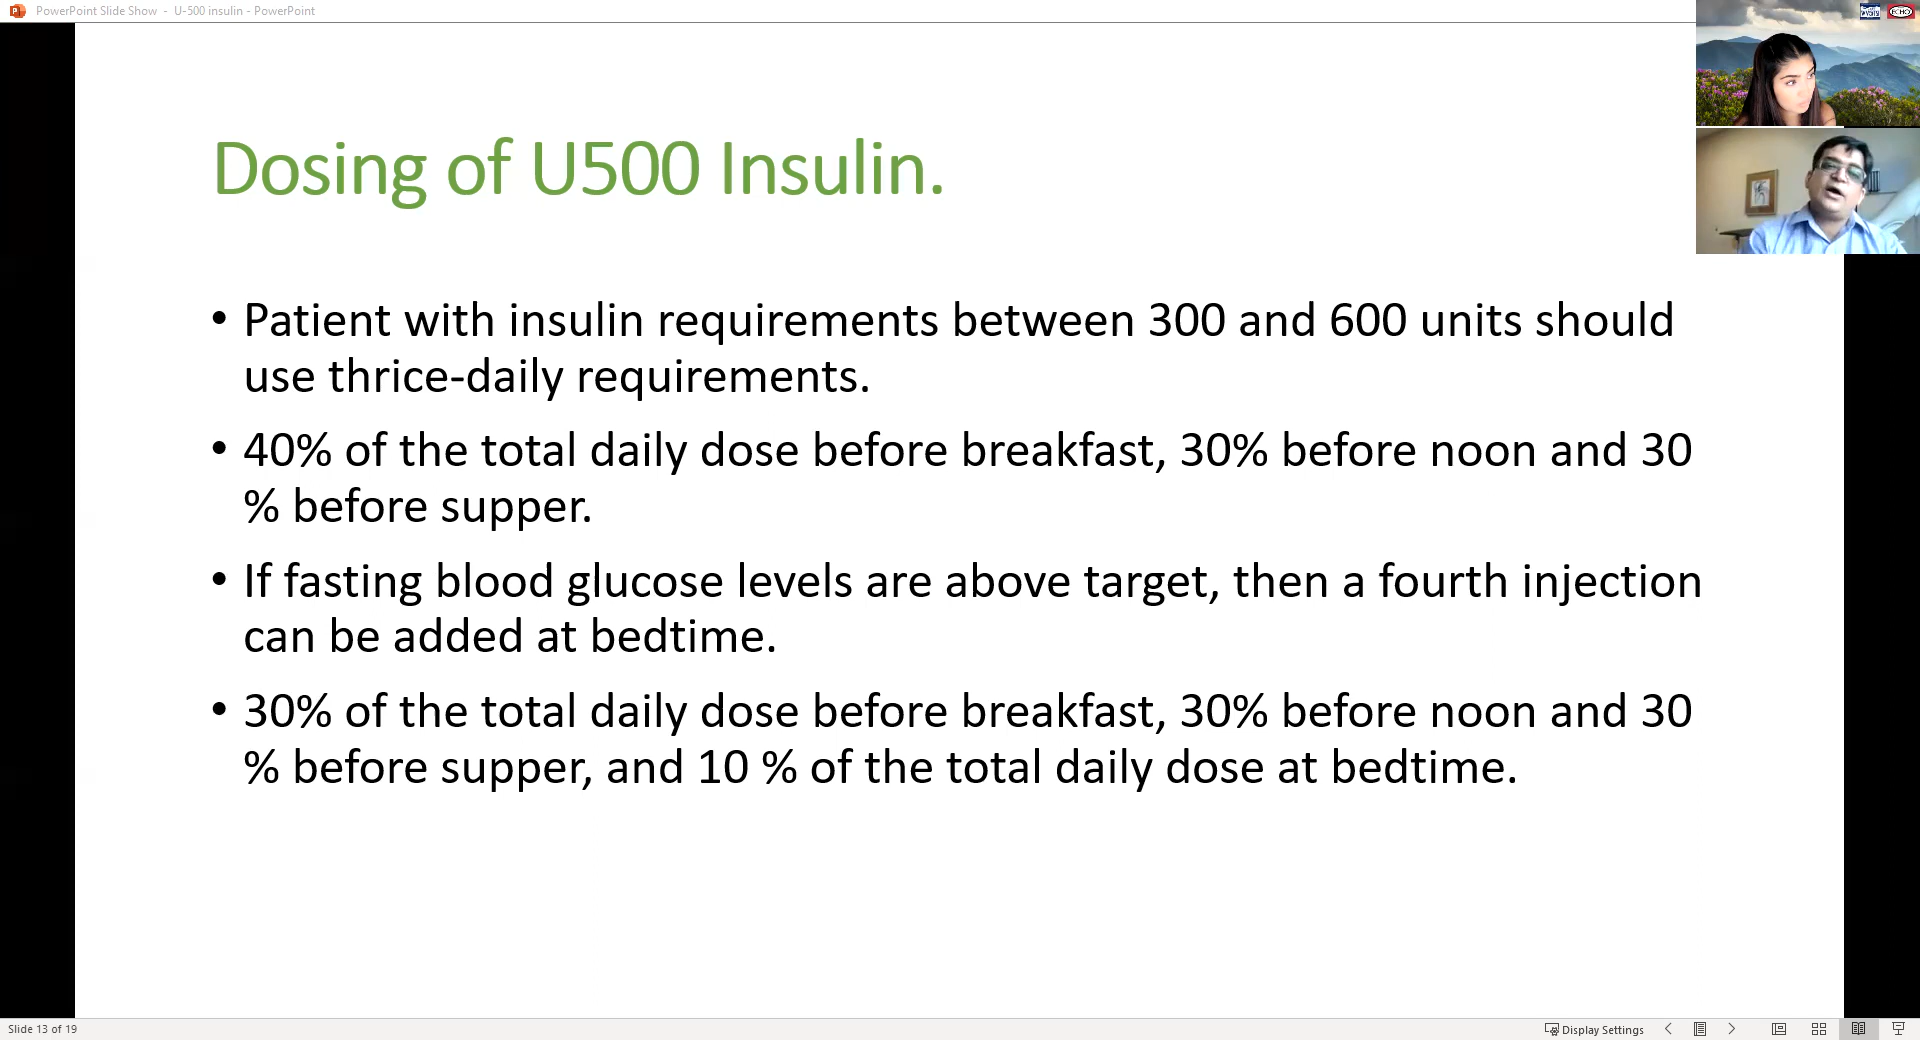 PowerPoint Slide Show - U-500 insulin - PowerPoint
ECHO
Dosing of U500 Insulin.
• Patient with insulin requirements between 300 and 600 units should
use thrice-daily requirements.
• 40% of the total daily dose before breakfast, 30% before noon and 30
% before supper.
• If fasting blood glucose levels are above target, then a fourth injection
can be added at bedtime.
• 30% of the total daily dose before breakfast, 30% before noon and 30
% before supper, and 10 % of the total daily dose at bedtime.
Slide 13 of 19
Display Settings